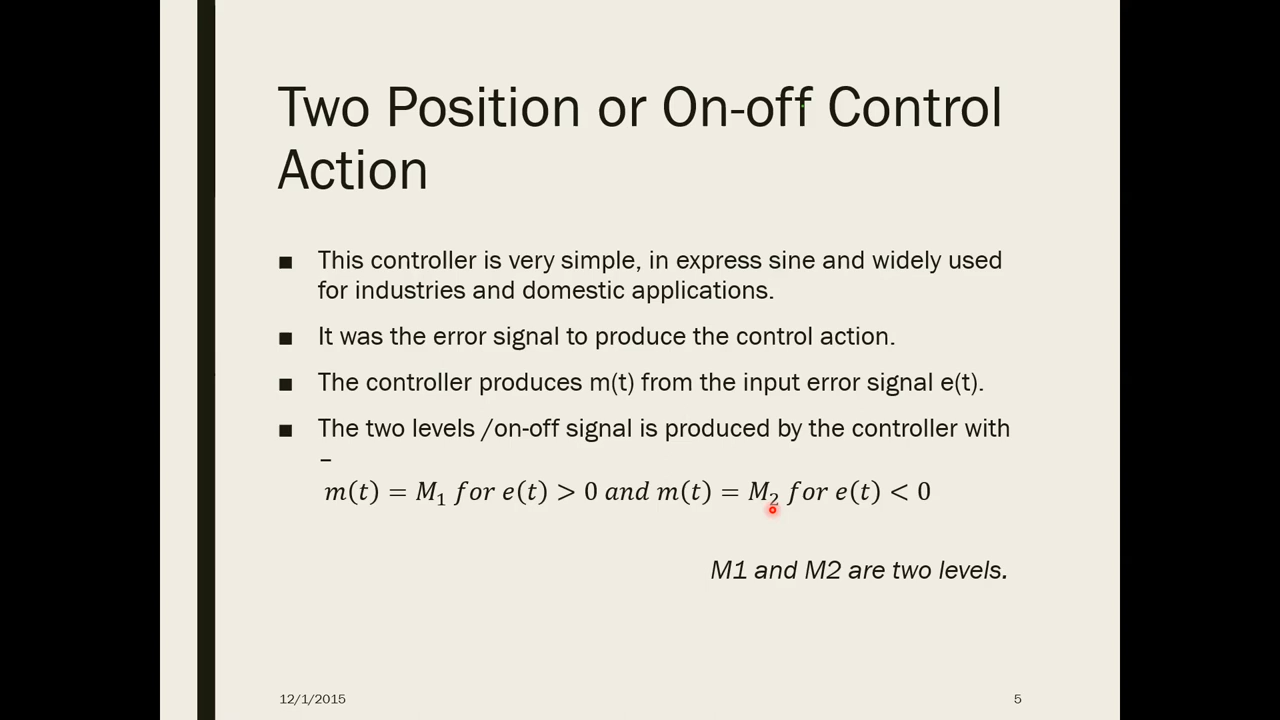 Two Position or On-off Control
Action
■ This controller is very simple, in express sine and widely used
for industries and domestic applications.
■ It was the error signal to produce the control action.
■ The controller produces m(t) from the input error signal e(t).
■ The two levels /on-off signal is produced by the controller with
–
m(t) = M₁ for e(t) > 0 and m(t) = M₂ for e(t) < 0
M1 and M2 are two levels.
12/1/2015 5